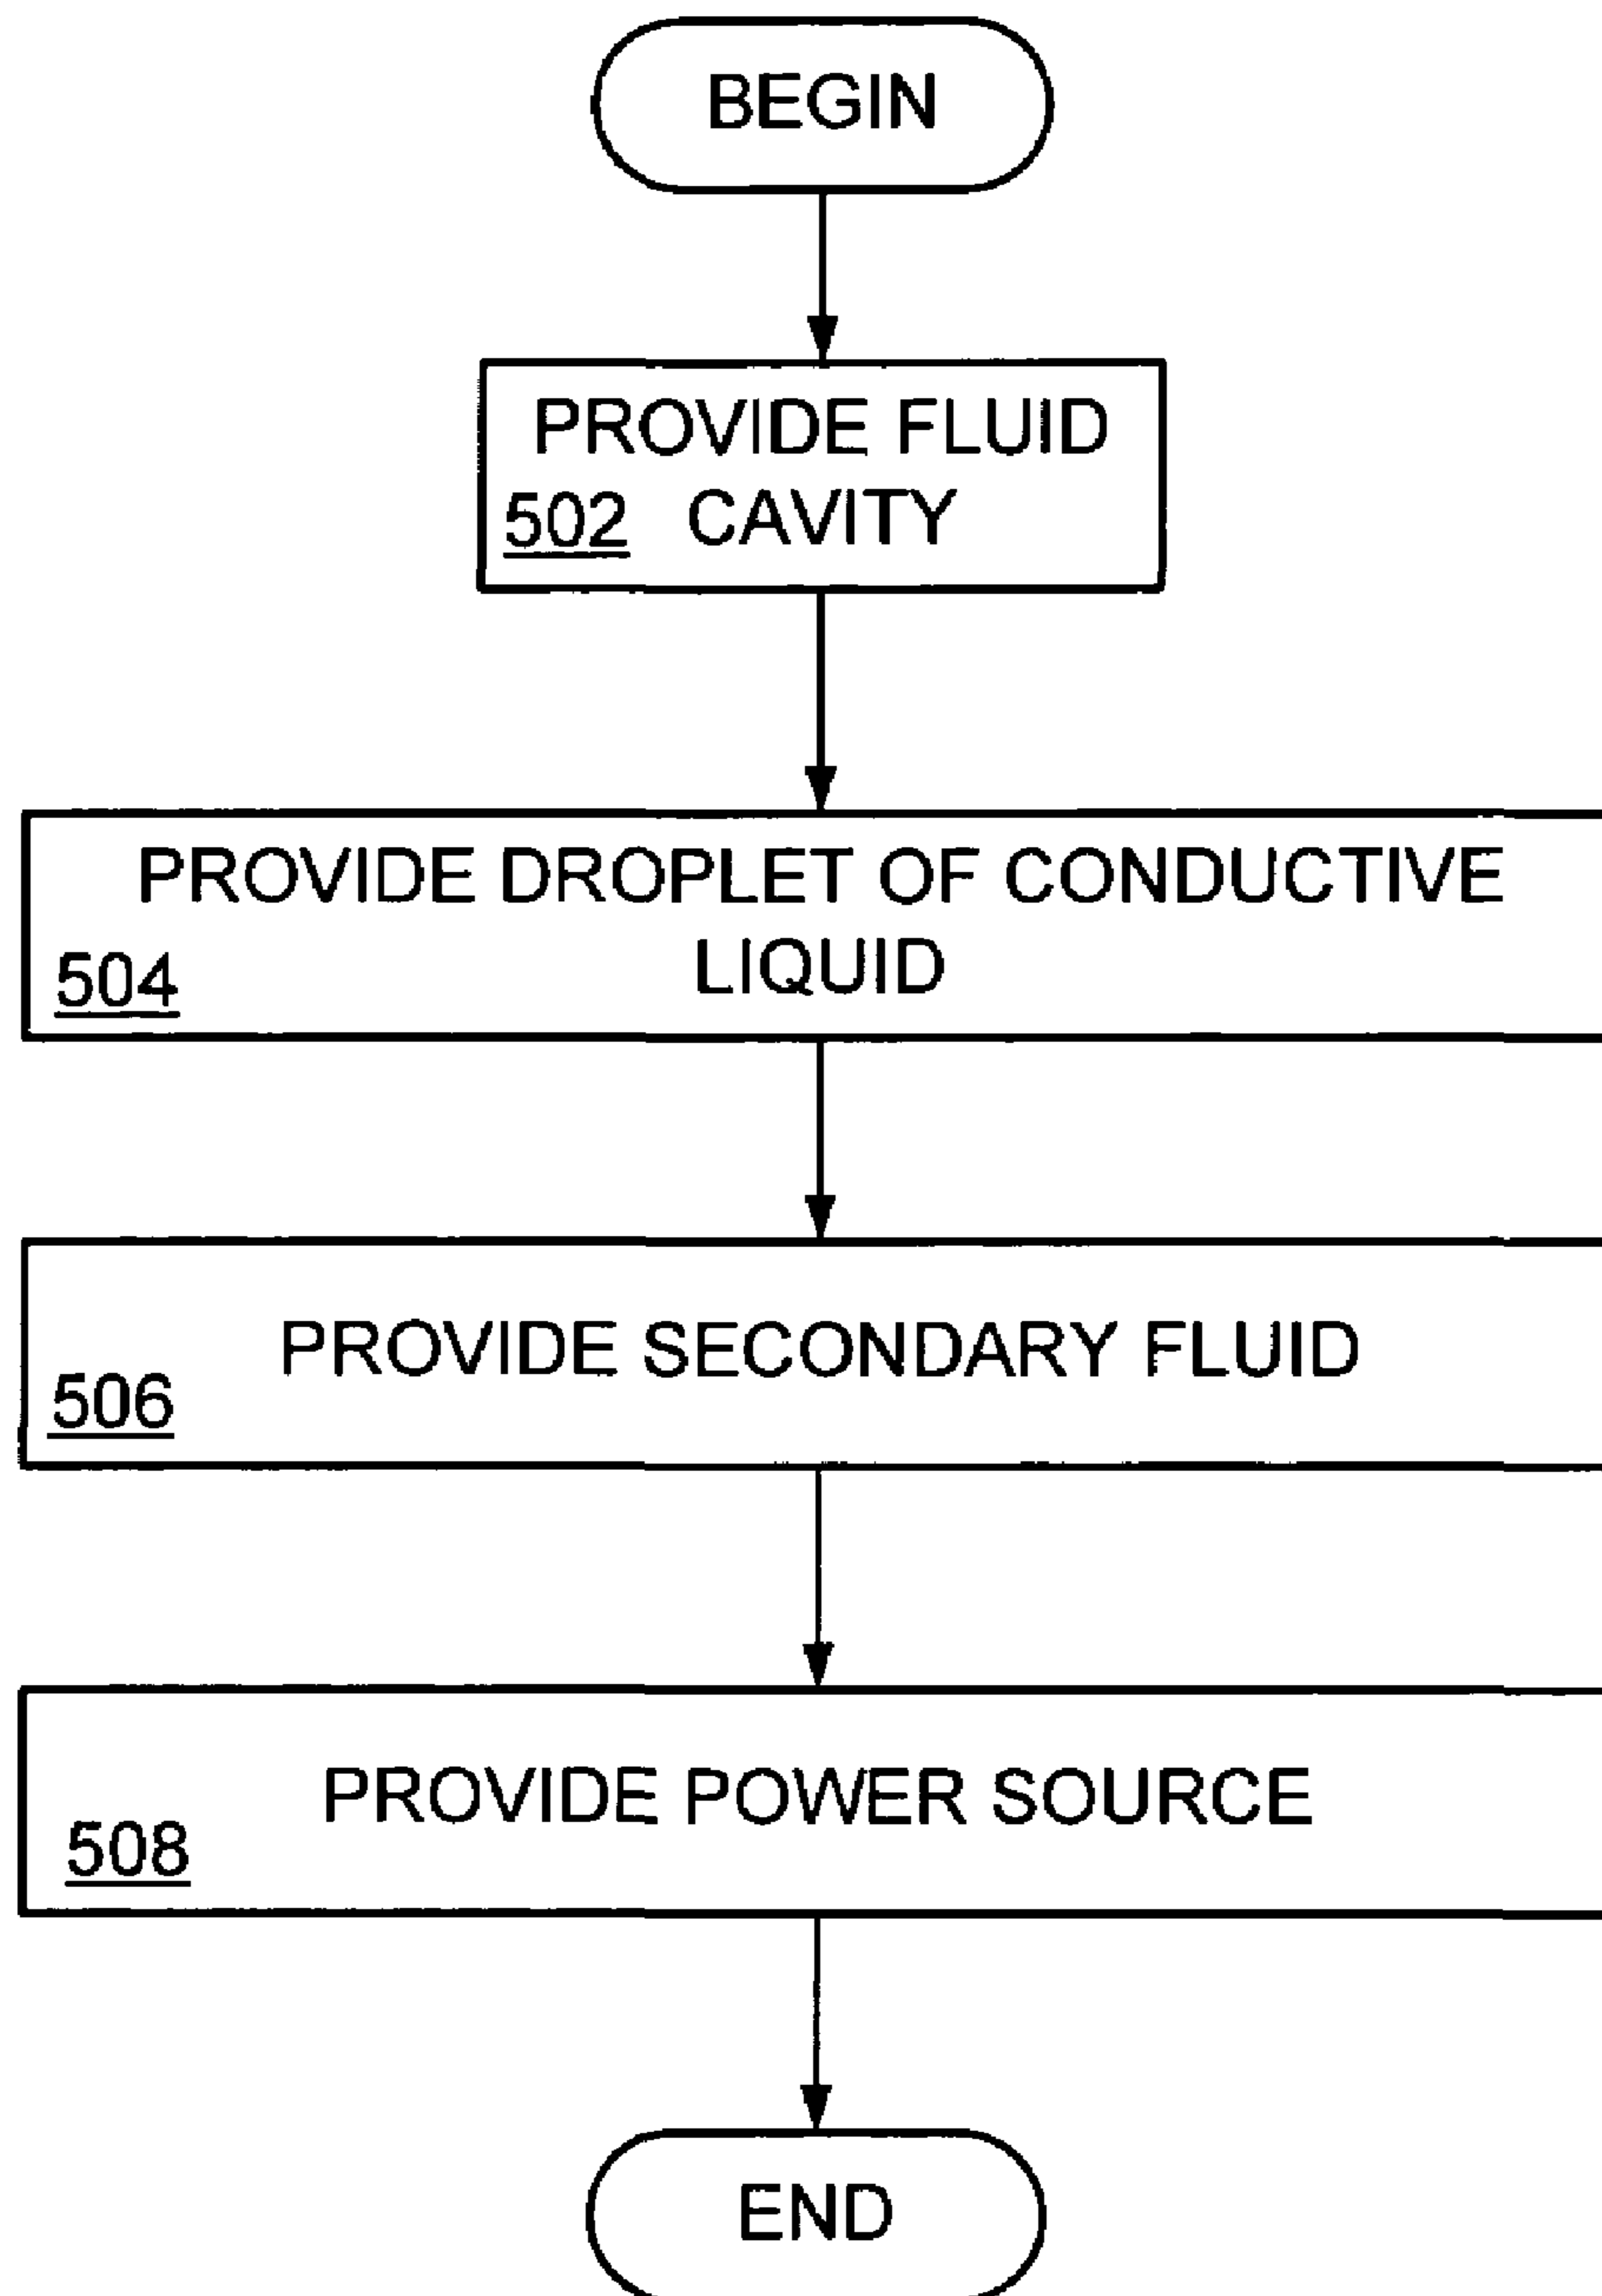 BEGIN
PROVIDE FLUID
502 CAVITY
PROVIDE DROPLET OF CONDUCTIVE
LIQUID
504
PROVIDE SECONDARY FLUID
506
PROVIDE POWER SOURCE
508
END